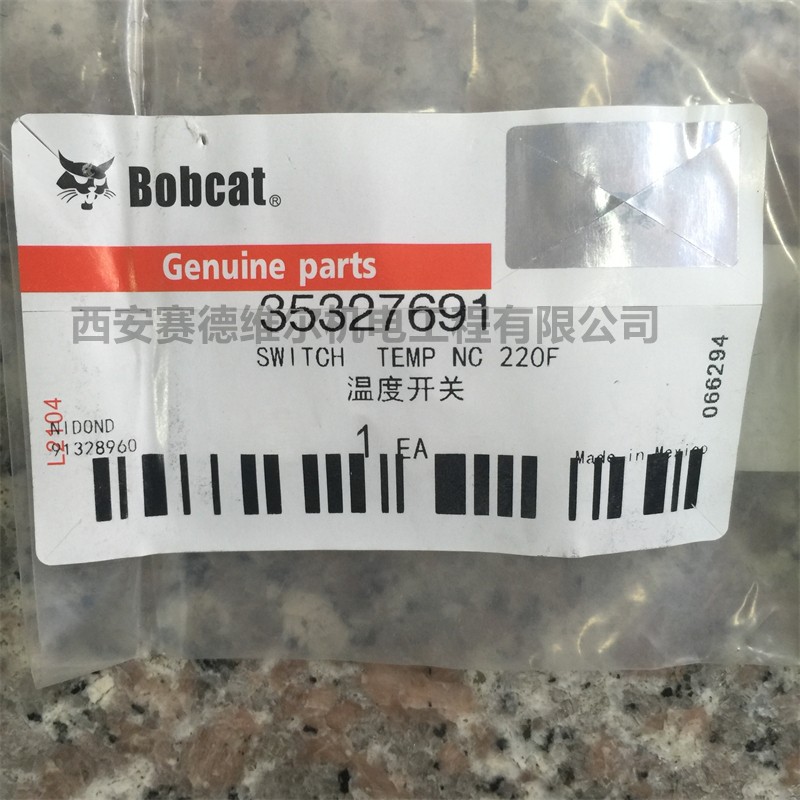 Bobcat®
Genuine parts
35327691
西安赛德维尔机电工程有限公司
SWITCH TEMP NC 220F
温度开关
066294
L2104
NIDOND
91328960
1 EA
Made in Mexico